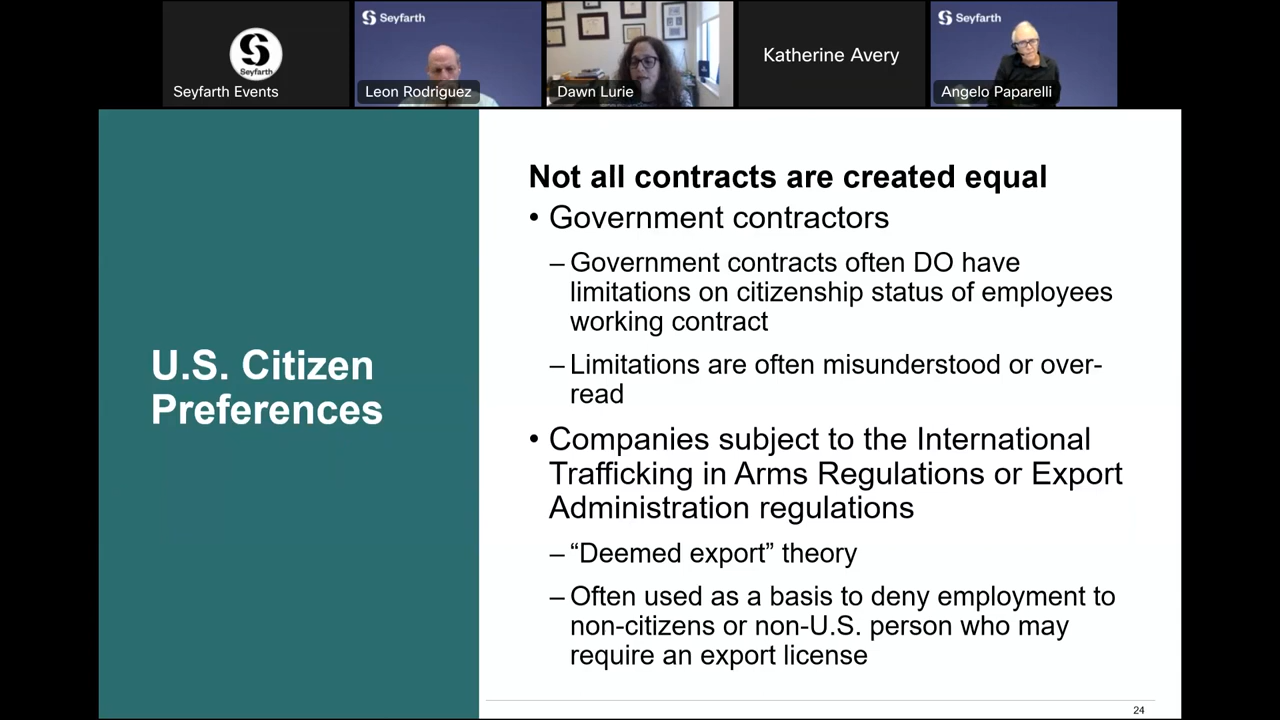 Seyfarth
Seyfarth Events
Seyfarth
Leon Rodriguez
Dawn Lurie
Katherine Avery
Seyfarth
Angelo Paparelli
U.S. Citizen
Preferences
Not all contracts are created equal
• Government contractors
– Government contracts often DO have
limitations on citizenship status of employees
working contract
– Limitations are often misunderstood or over-
read
• Companies subject to the International
Trafficking in Arms Regulations or Export
Administration regulations
– “Deemed export” theory
– Often used as a basis to deny employment to
non-citizens or non-U.S. person who may
require an export license
24